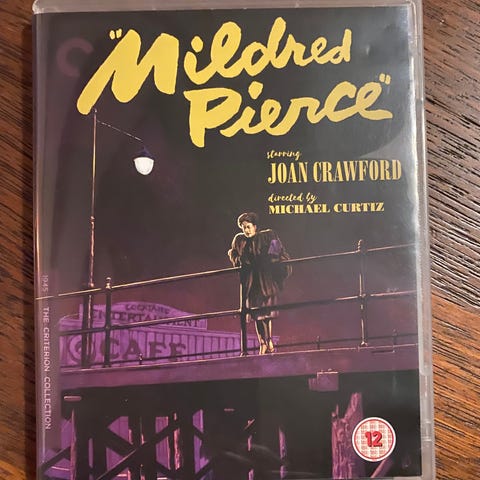 "Mildred
Pierce"
starring
JOAN CRAWFORD
directed by
MICHAEL CURTIZ
COCKTAILS
ENTERTAINMENT
CAFE
1945
THE CRITERION COLLECTION
12